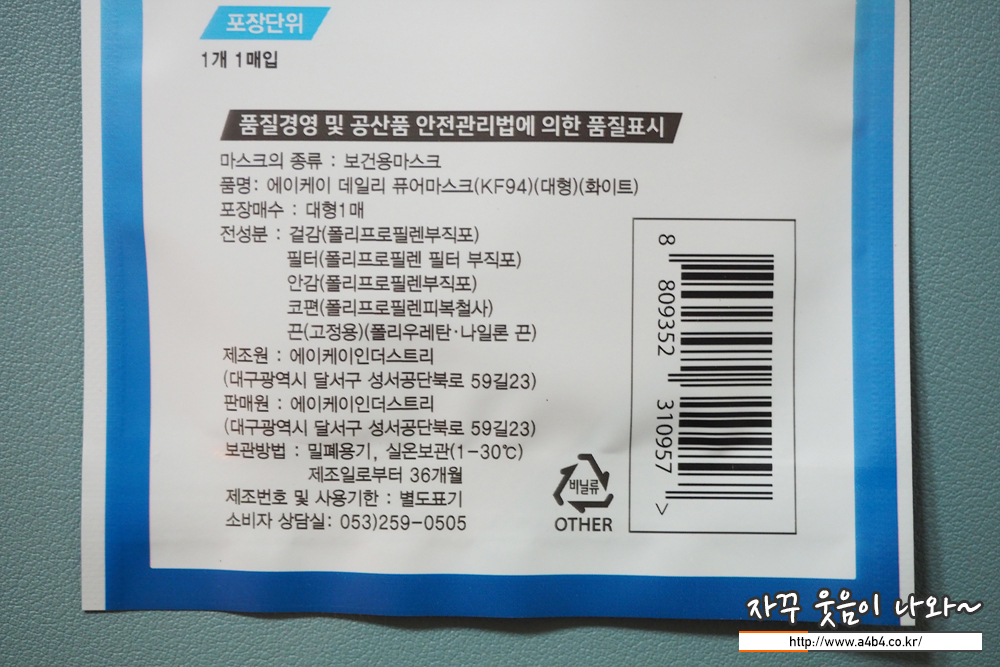 포장단위
1개 1매입
품질경영 및 공산품 안전관리법에 의한 품질표시
마스크의 종류 : 보건용마스크
품명: 에이케이 데일리 퓨어마스크(KF94)(대형)(화이트)
포장매수 : 대형1매
전성분 : 겉감(폴리프로필렌부직포)
필터(폴리프로필렌 필터 부직포)
안감(폴리프로필렌부직포)
코편(폴리프로필렌피복철사)
끈(고정용)(폴리우레탄·나일론 끈)
제조원 : 에이케이인더스트리
(대구광역시 달서구 성서공단북로 59길23)
판매원 : 에이케이인더스트리
(대구광역시 달서구 성서공단북로 59길23)
보관방법 : 밀폐용기, 실온보관(1-30℃)
제조일로부터 36개월
제조번호 및 사용기한 : 별도표기
소비자 상담실: 053)259-0505
비닐류
OTHER
8 809352 310957 >
자꾸 웃음이 나와~
http://www.a4b4.co.kr/